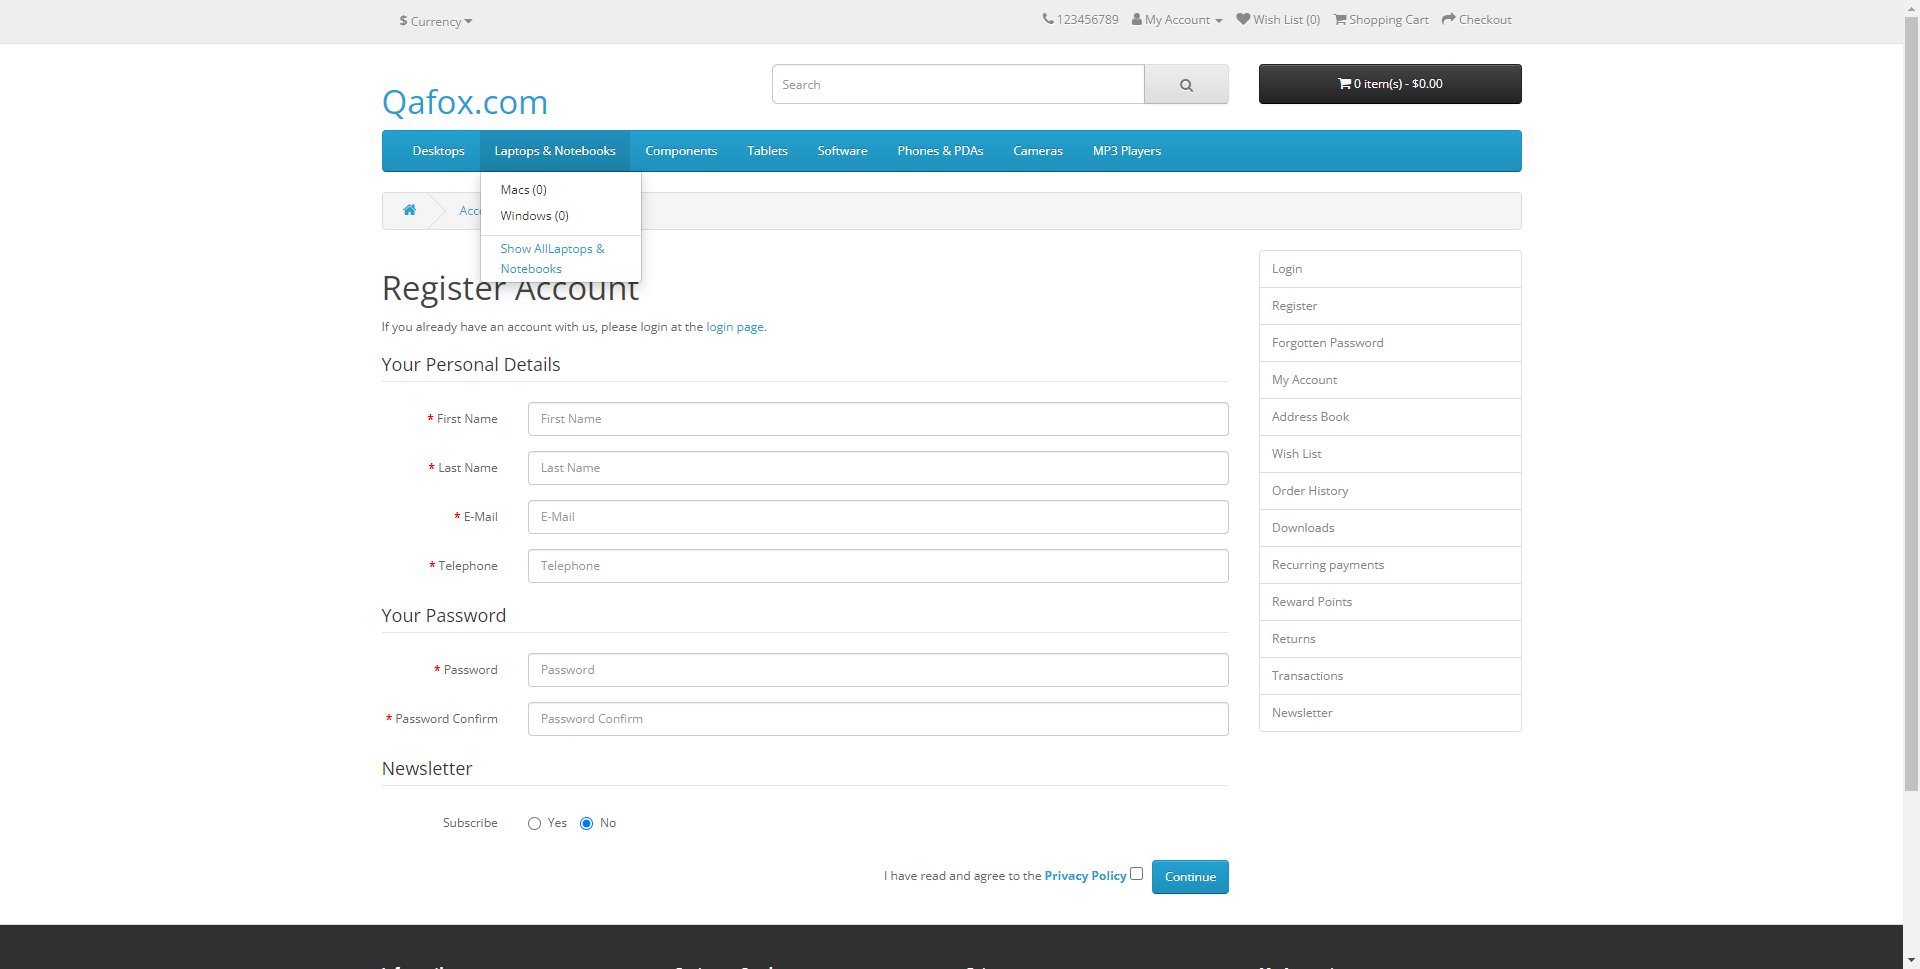 $ Currency
123456789 My Account Wish List (0) Shopping Cart Checkout
Qafox.com
Search
0 item(s) - $0.00
Desktops Laptops & Notebooks Components Tablets Software Phones & PDAs Cameras MP3 Players
Macs (0)
Windows (0)
Show AllLaptops &
Notebooks
Register Account
If you already have an account with us, please login at the login page.
Your Personal Details
* First Name First Name
* Last Name Last Name
* E-Mail E-Mail
* Telephone Telephone
Your Password
* Password Password
* Password Confirm Password Confirm
Newsletter
Subscribe Yes No
I have read and agree to the Privacy Policy Continue
Login
Register
Forgotten Password
My Account
Address Book
Wish List
Order History
Downloads
Recurring payments
Reward Points
Returns
Transactions
Newsletter